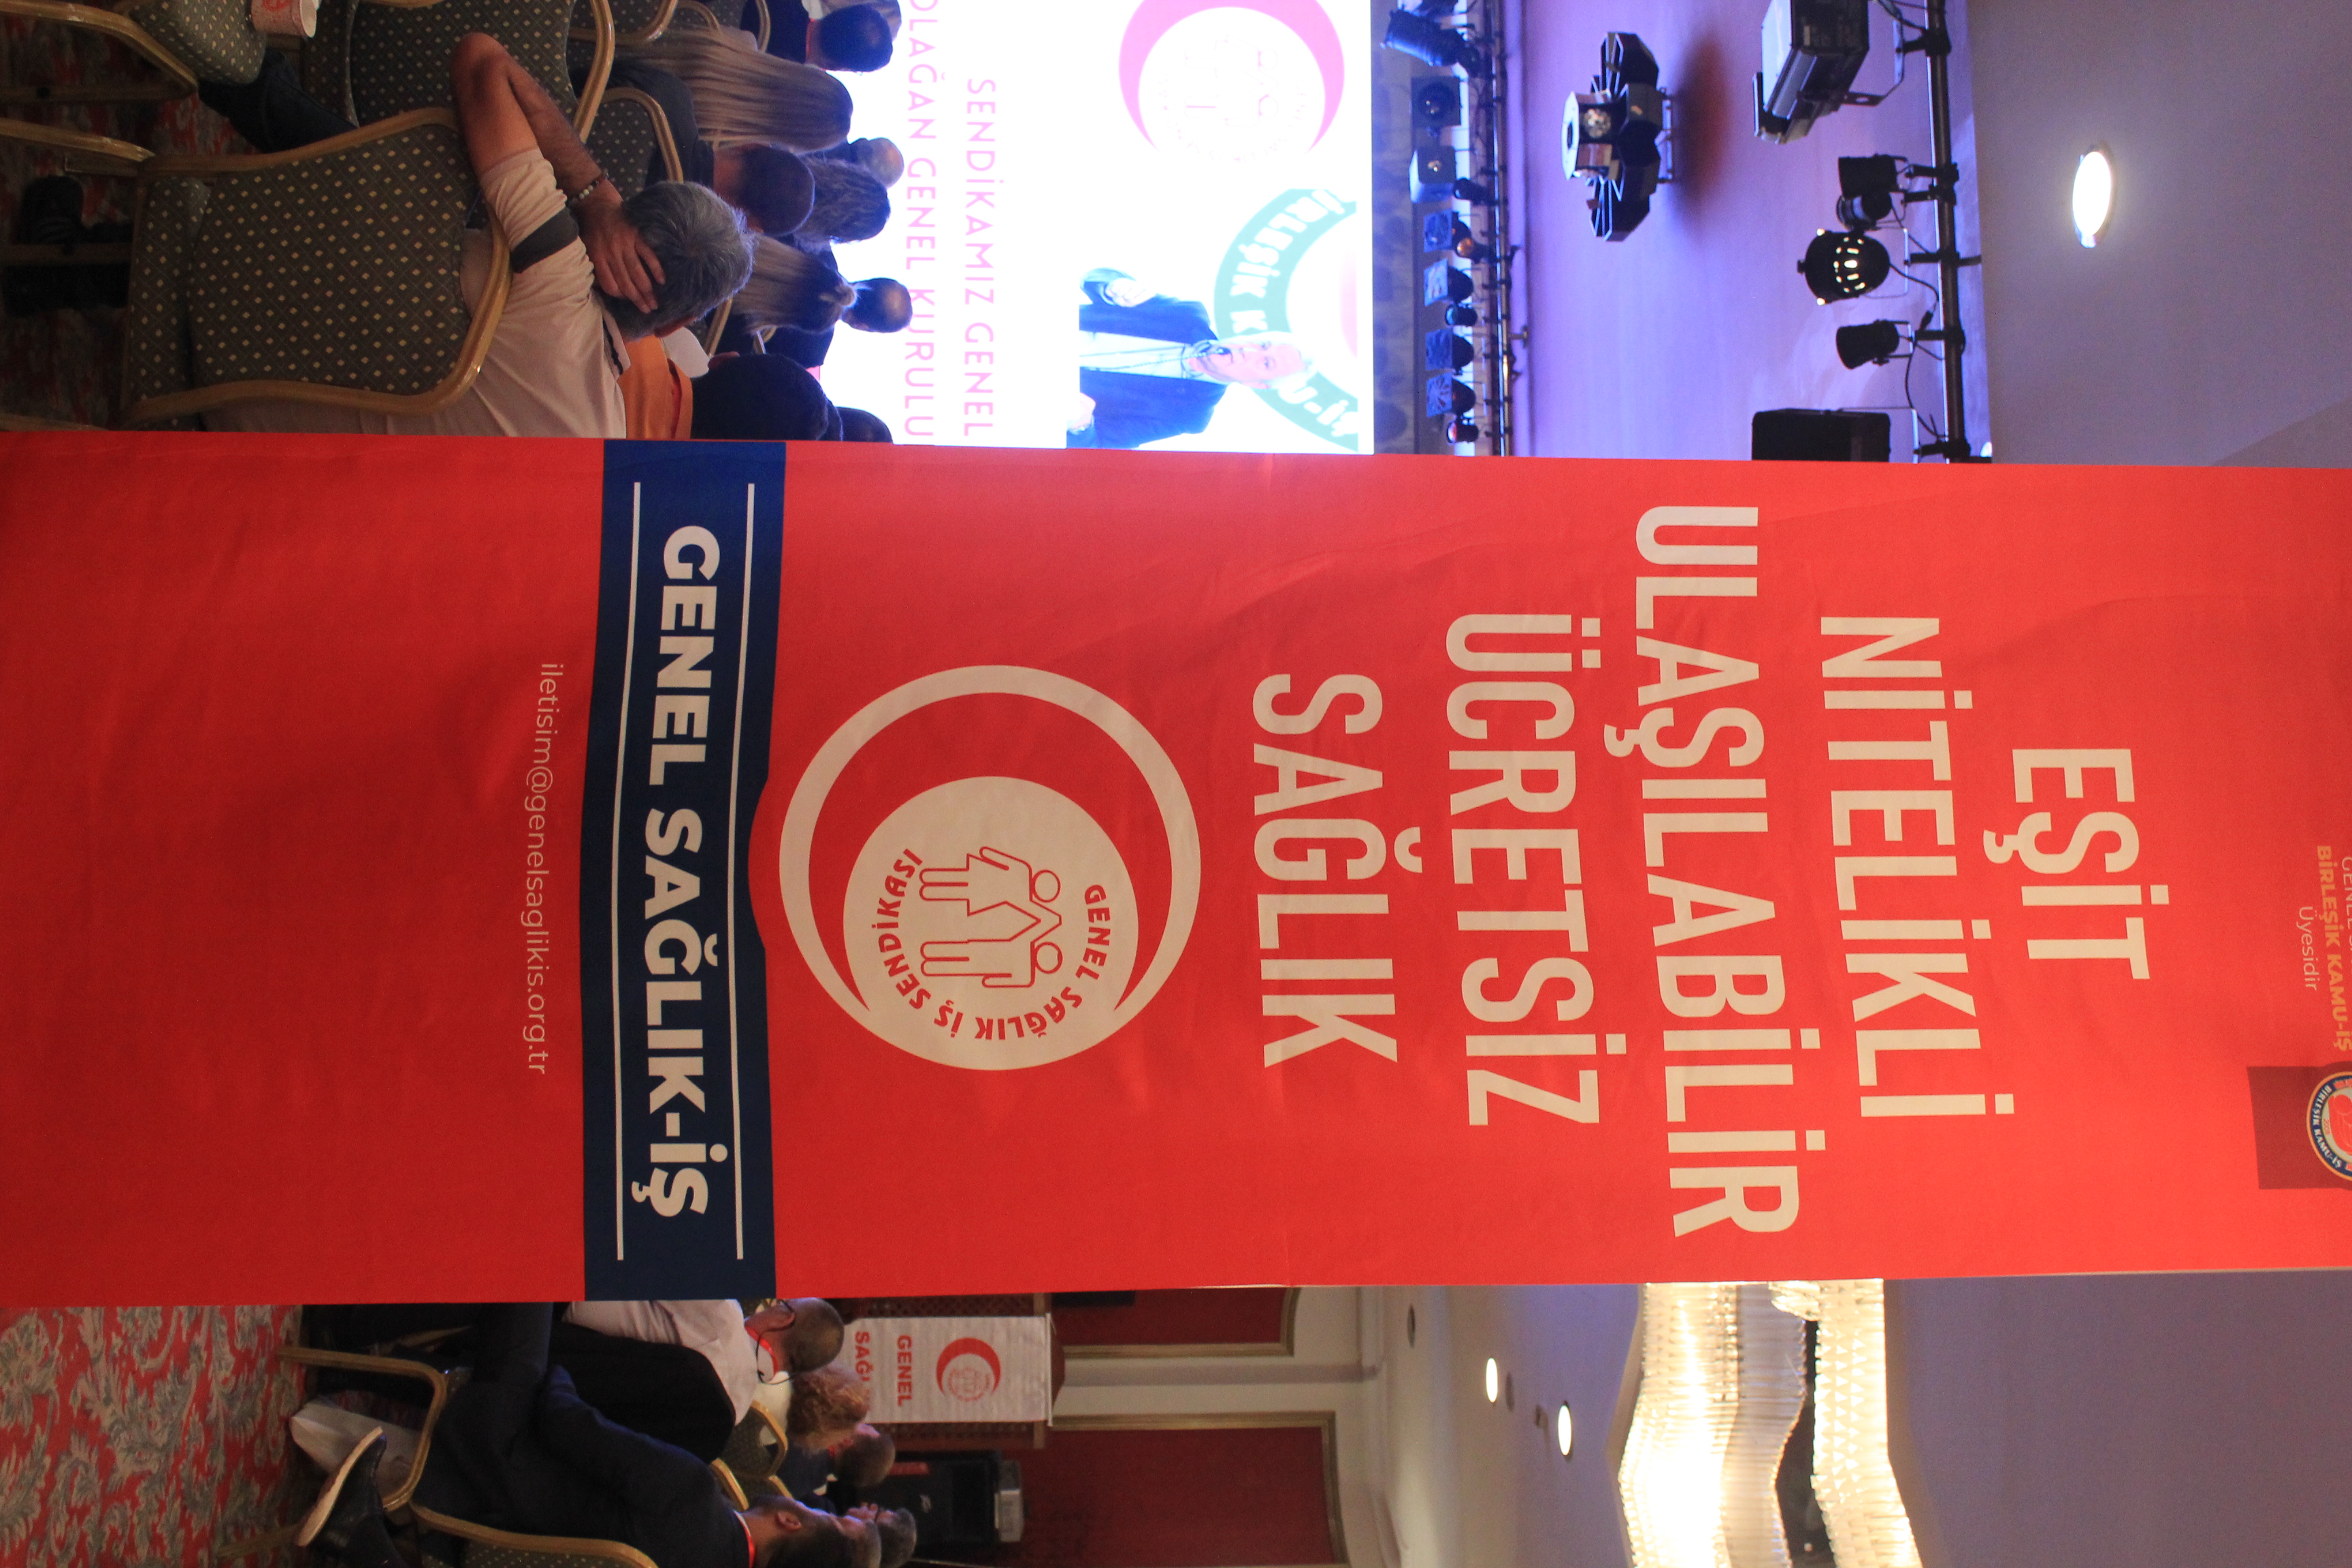 BİRLEŞİK KAMU-İŞ
Üyesidir
EŞİT
NİTELİKLİ
ULAŞILABİLİR
ÜCRETSİZ
SAĞLIK
GENEL SAĞLIK İŞ SENDİKASI
GENEL SAĞLIK-İŞ
iletisim@genelsaglikis.org.tr
SENDİKAMIZ GENEL
OLAĞAN GENEL KURULU
GENEL